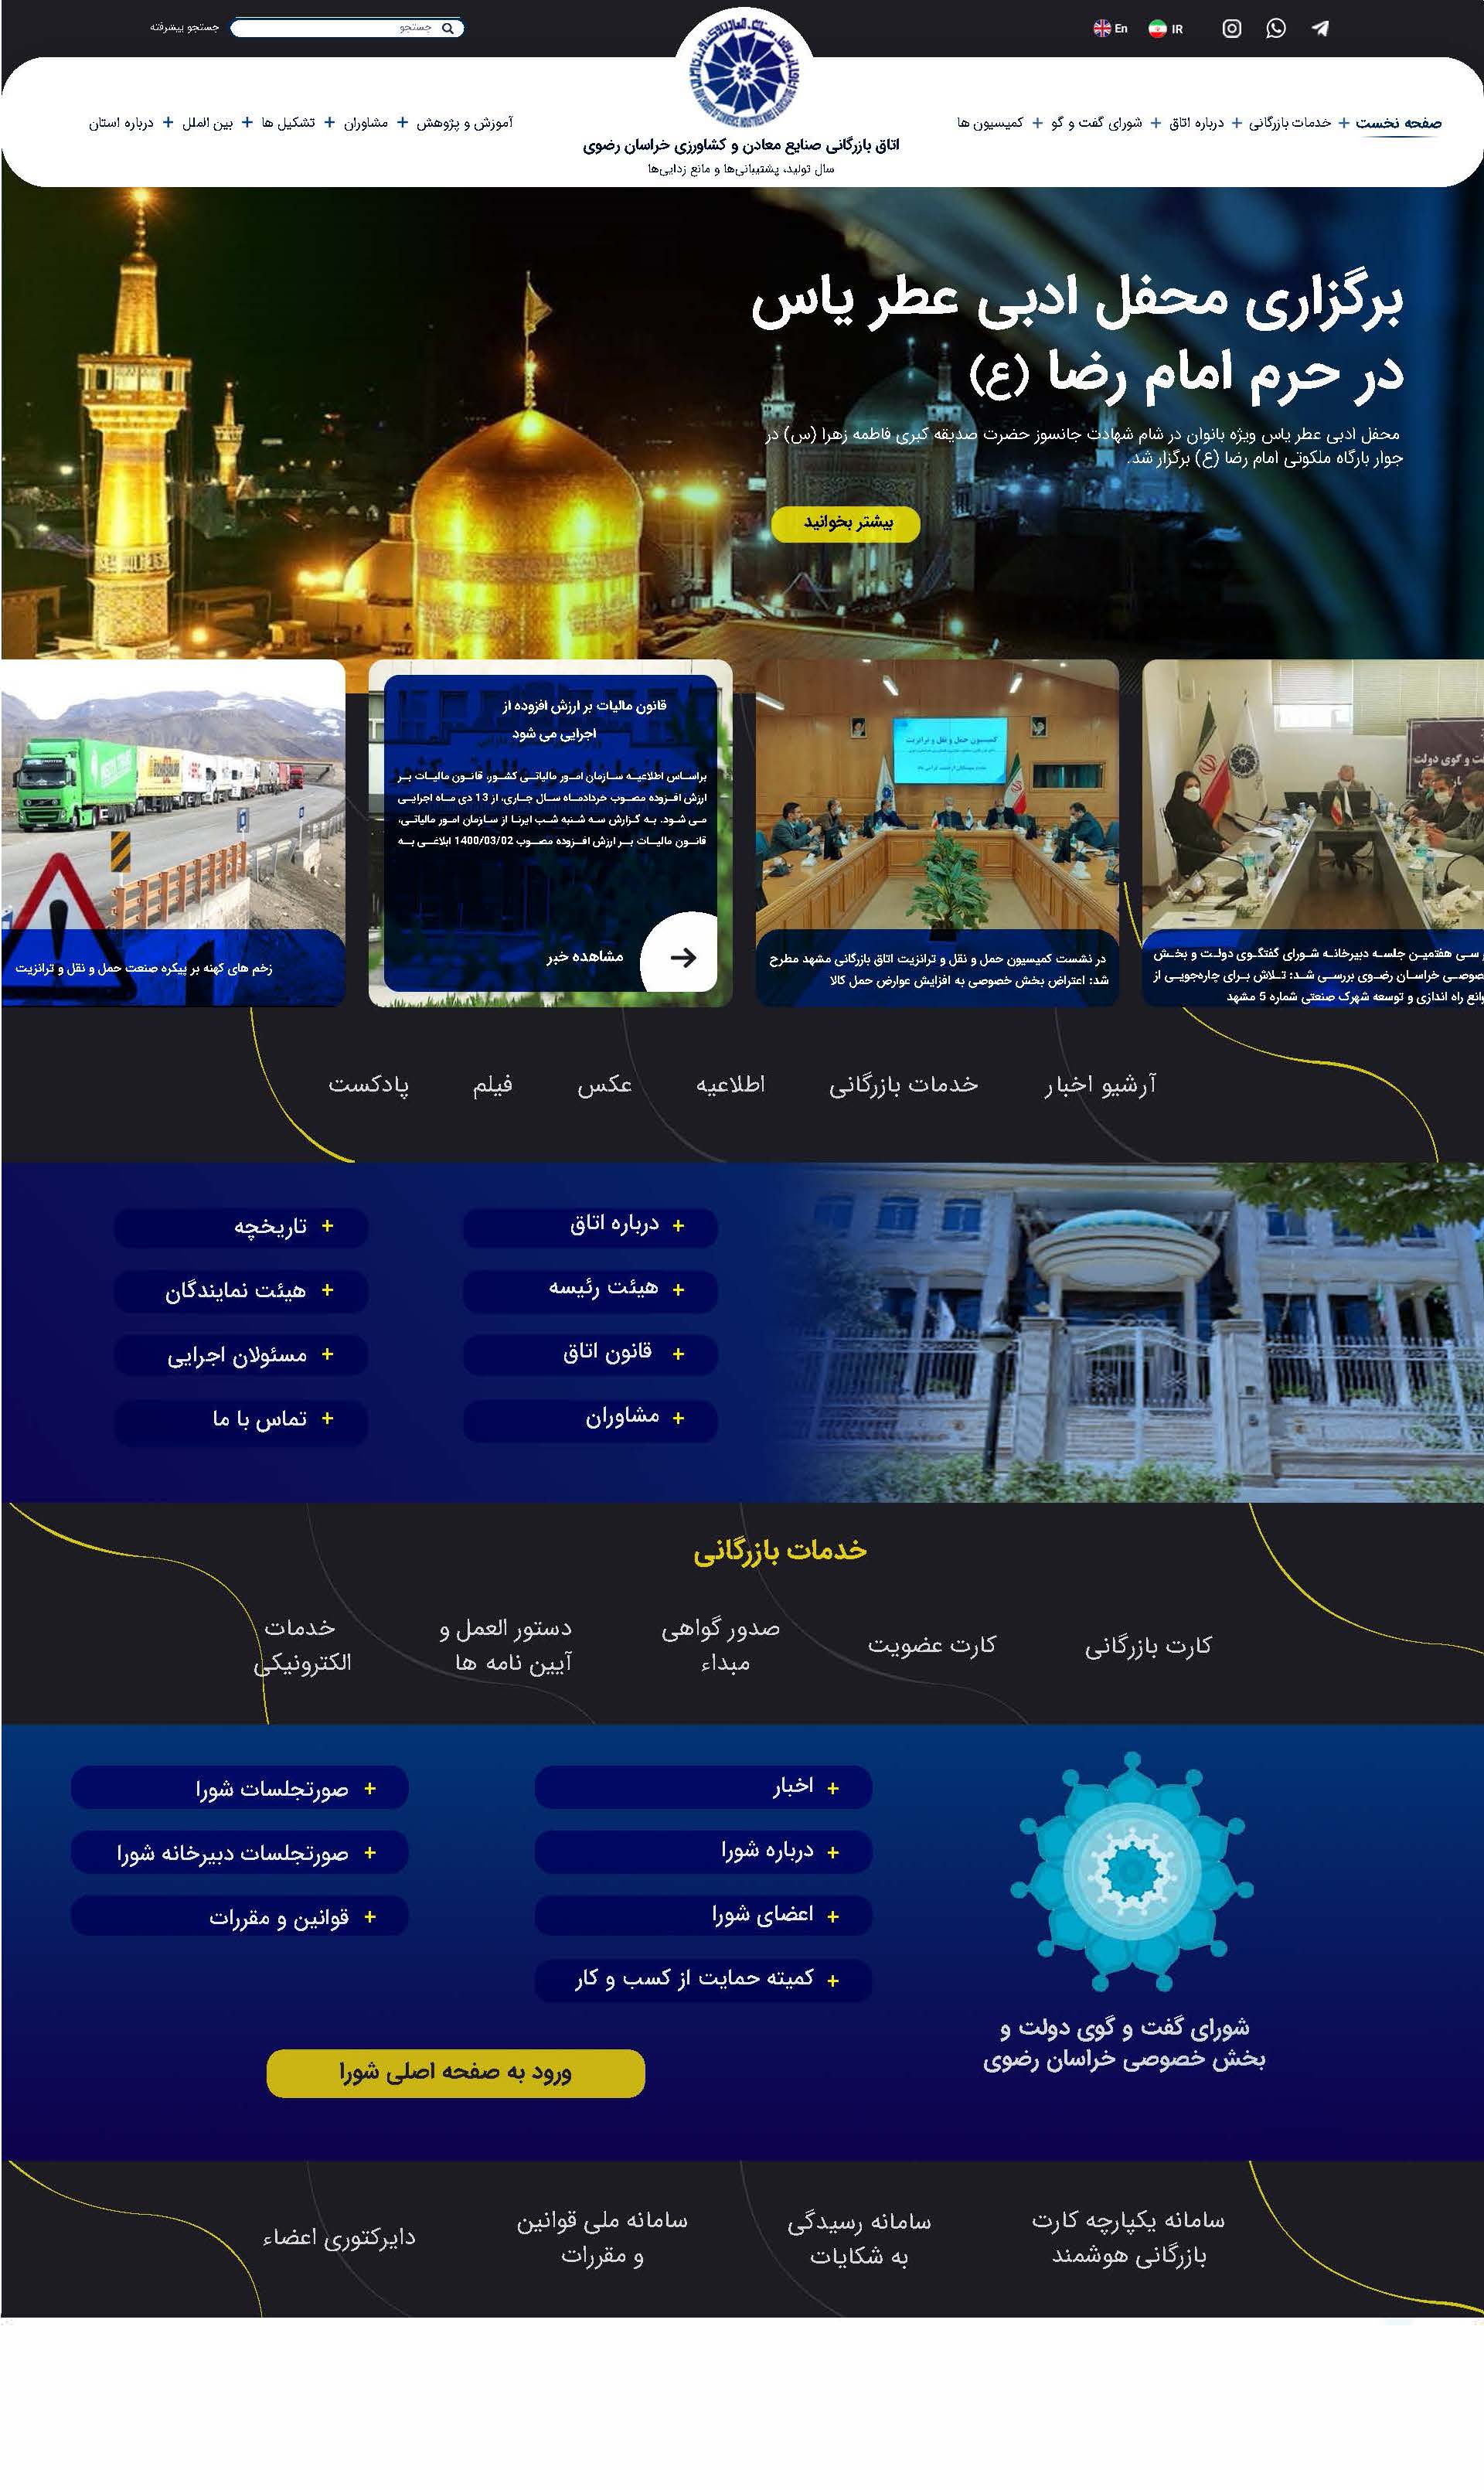 En
IR
جستجو
جستجو پیشرفته
صفحه نخست + خدمات بازرگانی + درباره اتاق + شورای گفت و گو + کمیسیون ها
آموزش و پژوهش + مشاوران + تشکیل ها + بین الملل + درباره استان
اتاق بازرگانی صنایع معادن و کشاورزی خراسان رضوی
سال تولید، پشتیبانی‌ها و مانع زدایی‌ها
برگزاری محفل ادبی عطر یاس
در حرم امام رضا (ع)
محفل ادبی عطر یاس ویژه بانوان در شام شهادت جانسوز حضرت صدیقه کبری فاطمه زهرا (س) در
جوار بارگاه ملکوتی امام رضا (ع) برگزار شد.
بیشتر بخوانید
سی هفتمین جلسه دبیرخانه شورای گفتگوی دولت و بخش
خصوصی خراسان رضوی بررسی شد: تلاش برای چاره‌جویی از
راه اندازی و توسعه شهرک صنعتی شماره 5 مشهد
کمیسیون حمل و نقل و ترانزیت
در نشست کمیسیون حمل و نقل و ترانزیت اتاق بازرگانی مشهد مطرح
شد: اعتراض بخش خصوصی به افزایش عوارض حمل کالا
قانون مالیات بر ارزش افزوده از
اجرایی می شود
براساس اطلاعیه سازمان امور مالیاتی کشور، قانون مالیات بر
ارزش افزوده مصوب خردادماه سال جاری، از 13 دی ماه اجرایی
می شود. به گزارش سه شنبه شب ایرنا از سازمان امور مالیاتی،
قانون مالیات بر ارزش افزوده مصوب 1400/03/02 ابلاغی به
مشاهده خبر
زخم های کهنه بر پیکره صنعت حمل و نقل و ترانزیت
آرشیو اخبار
خدمات بازرگانی
اطلاعیه
عکس
فیلم
پادکست
+ درباره اتاق
+ هیئت رئیسه
+ قانون اتاق
+ مشاوران
+ تاریخچه
+ هیئت نمایندگان
+ مسئولان اجرایی
+ تماس با ما
خدمات بازرگانی
کارت بازرگانی
کارت عضویت
صدور گواهی
مبداء
دستور العمل و
آیین نامه ها
خدمات
الکترونیکی
شورای گفت و گوی دولت و
بخش خصوصی خراسان رضوی
+ اخبار
+ درباره شورا
+ اعضای شورا
+ کمیته حمایت از کسب و کار
+ صورتجلسات شورا
+ صورتجلسات دبیرخانه شورا
+ قوانین و مقررات
ورود به صفحه اصلی شورا
سامانه یکپارچه کارت
بازرگانی هوشمند
سامانه رسیدگی
به شکایات
سامانه ملی قوانین
و مقررات
دایرکتوری اعضاء